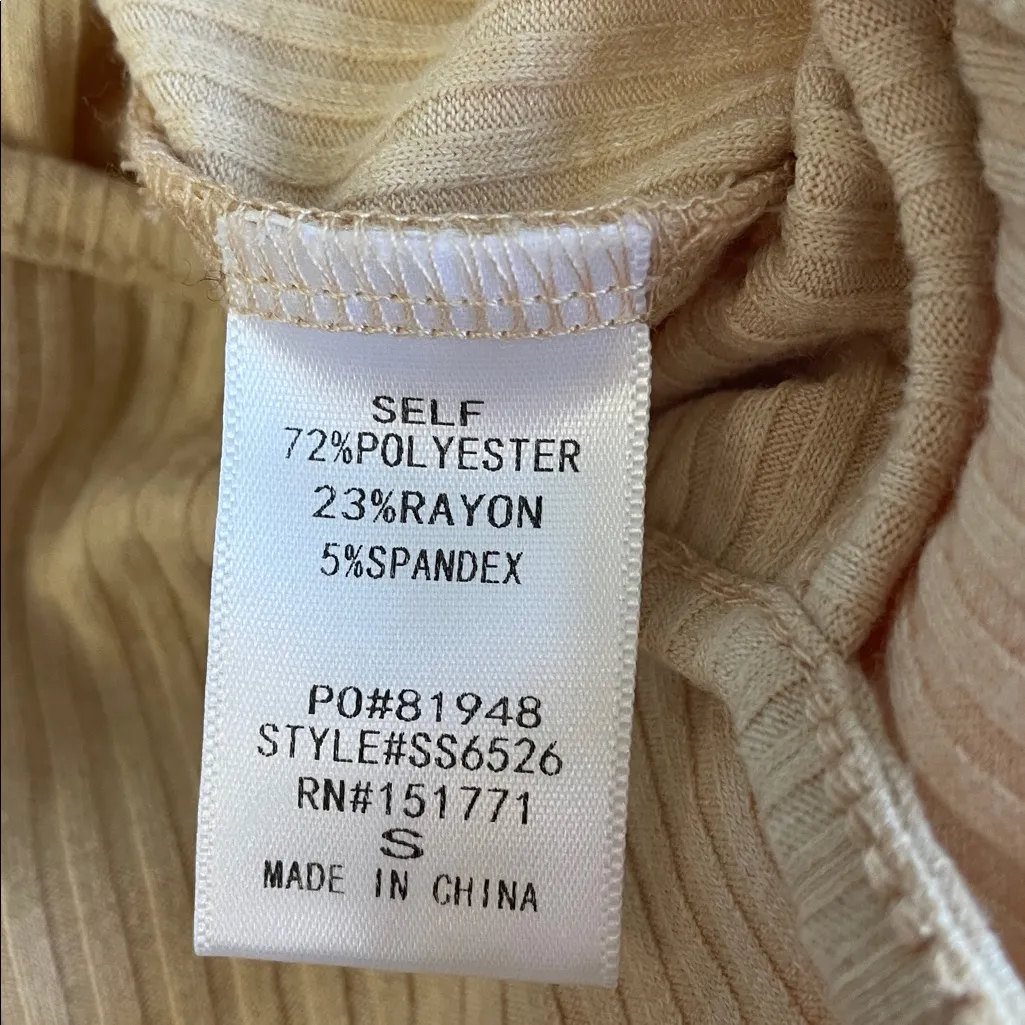 SELF
72%POLYESTER
23%RAYON
5%SPANDEX
PO#81948
STYLE#SS6526
RN#151771
S
MADE IN CHINA